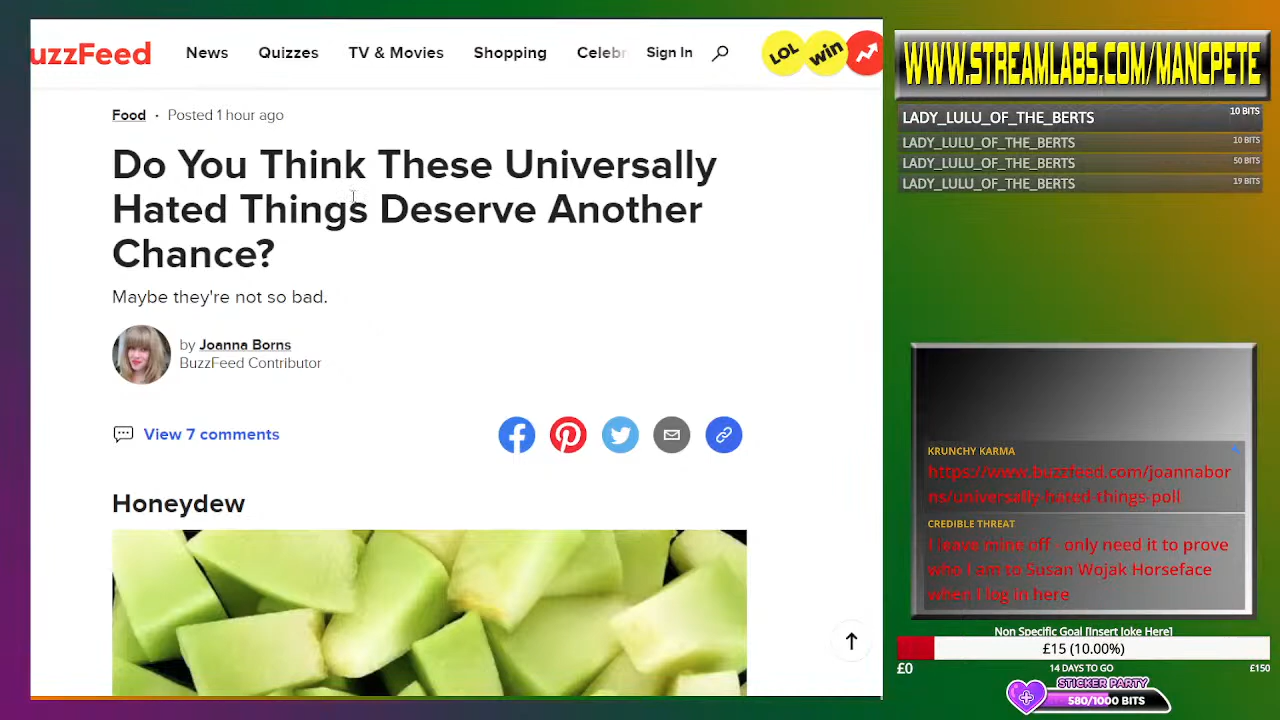 uzzFeed
News Quizzes TV & Movies Shopping Celebr Sign In
LOL win
Food · Posted 1 hour ago
Do You Think These Universally
Hated Things Deserve Another
Chance?
Maybe they're not so bad.
by Joanna Borns
BuzzFeed Contributor
View 7 comments
Honeydew
WWW.STREAMLABS.COM/MANCPETE
LADY_LULU_OF_THE_BERTS 10 BITS
LADY_LULU_OF_THE_BERTS 10 BITS
LADY_LULU_OF_THE_BERTS 50 BITS
LADY_LULU_OF_THE_BERTS 19 BITS
KRUNCHY KARMA
https://www.buzzfeed.com/joannabor
ns/universally-hated-things-poll
CREDIBLE THREAT
I leave mine off - only need it to prove
who I am to Susan Wojak Horseface
when I log in here
Non Specific Goal [Insert Joke Here]
£15 (10.00%)
£0 14 DAYS TO GO £150
STICKER PARTY
580/1000 BITS